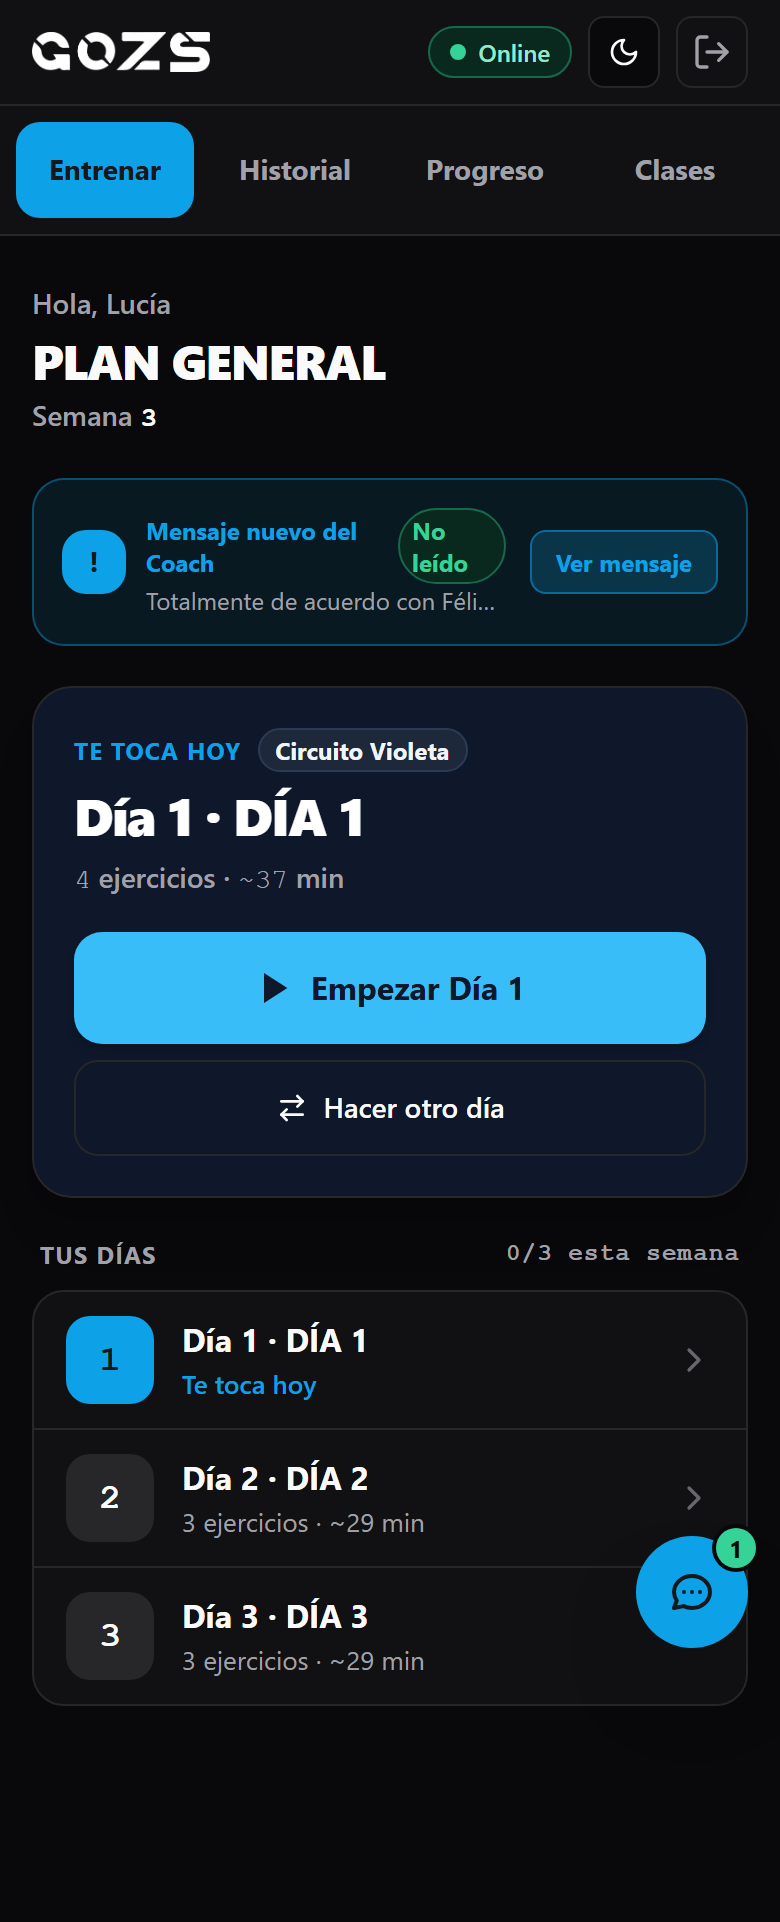 GOZS
Online
Entrenar
Historial
Progreso
Clases
Hola, Lucía
PLAN GENERAL
Semana 3
!
Mensaje nuevo del
Coach
No
leído
Totalmente de acuerdo con Féli...
Ver mensaje
TE TOCA HOY
Circuito Violeta
Día 1 · DÍA 1
4 ejercicios · ~37 min
Empezar Día 1
Hacer otro día
TUS DÍAS
0/3 esta semana
1
Día 1 · DÍA 1
Te toca hoy
2
Día 2 · DÍA 2
3 ejercicios · ~29 min
1
3
Día 3 · DÍA 3
3 ejercicios · ~29 min